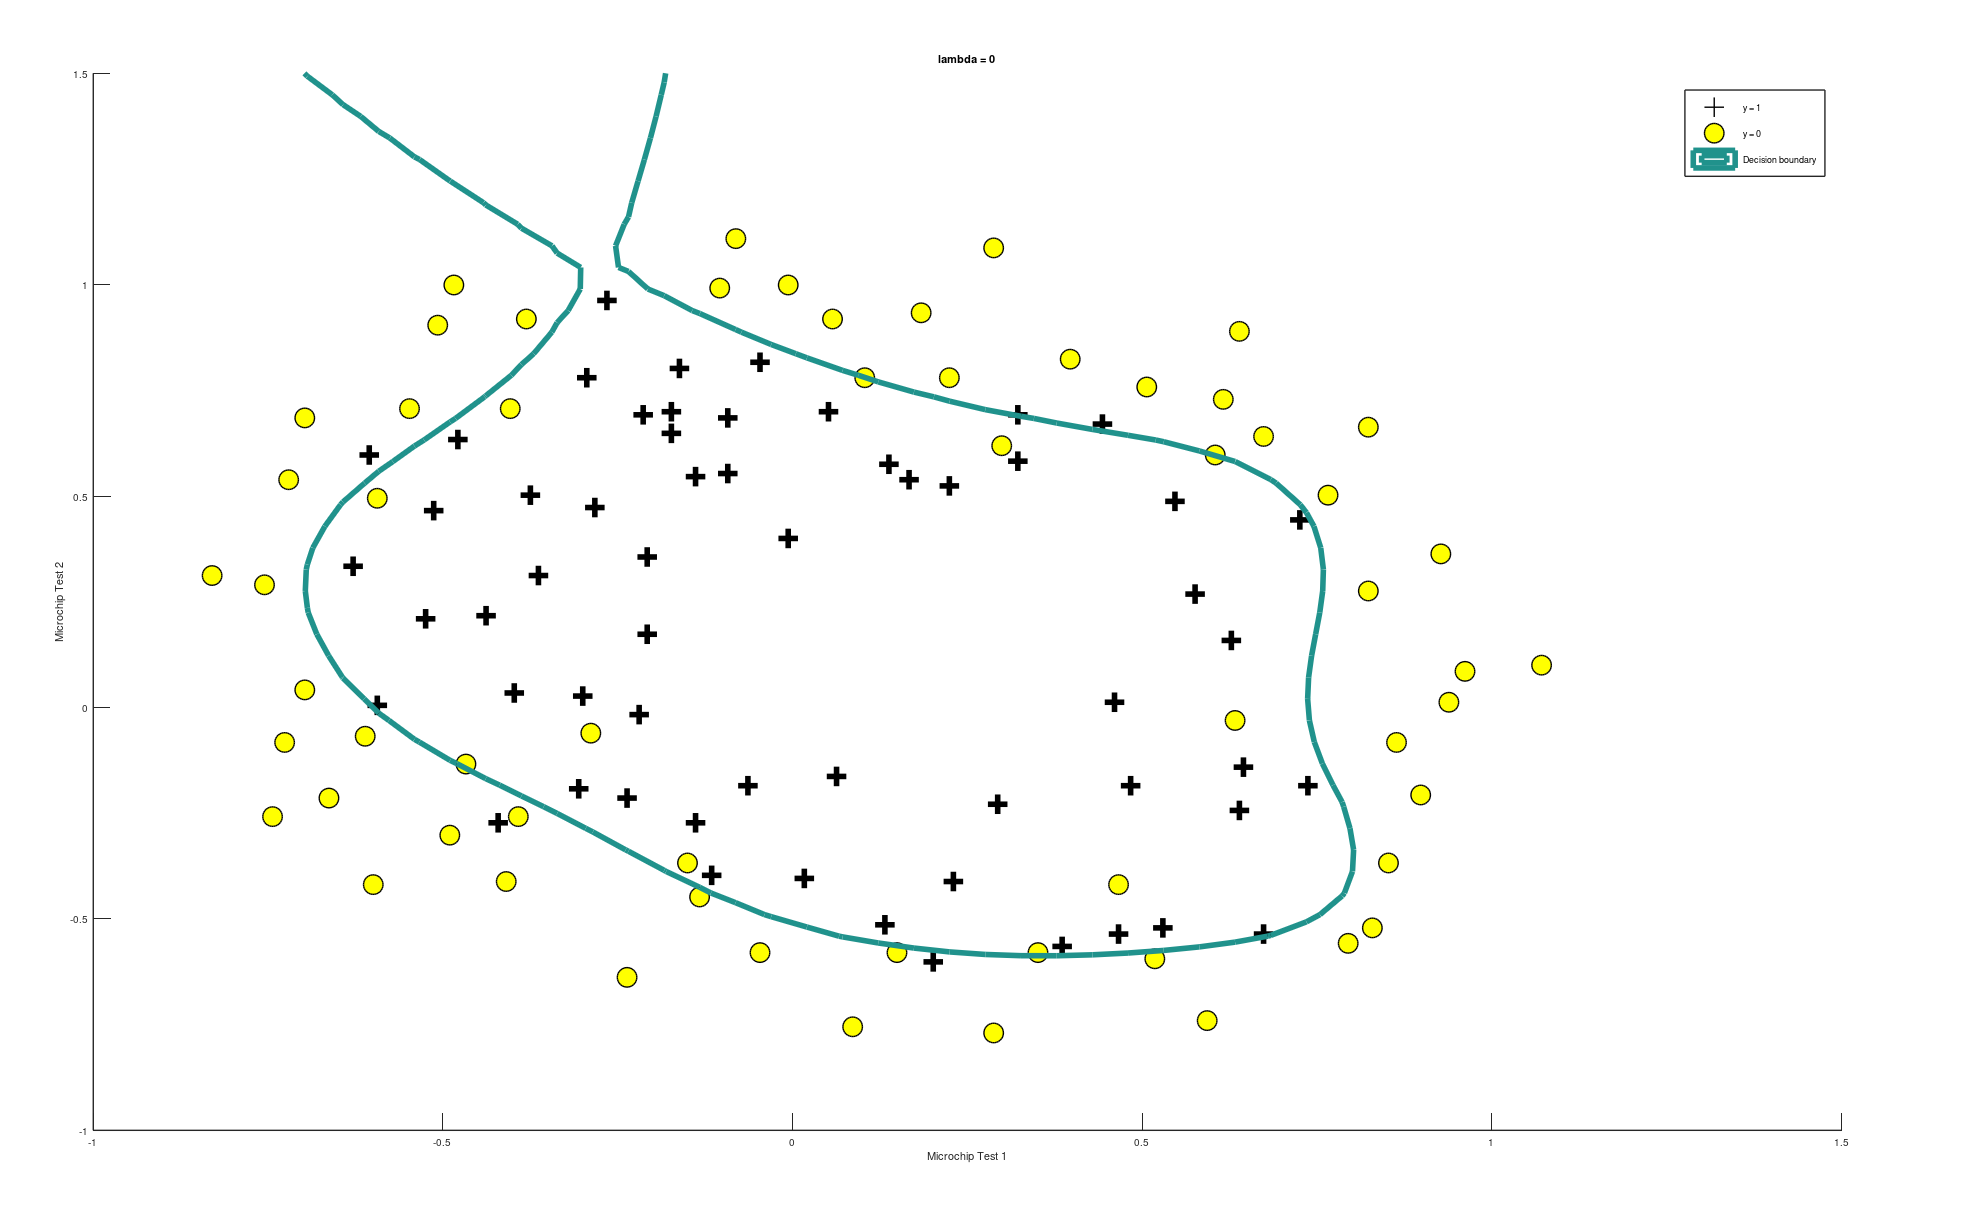 lambda = 0
y = 1
y = 0
Decision boundary
1.5
1
0.5
0
-0.5
-1
Microchip Test 2
-1
-0.5
0
0.5
1
1.5
Microchip Test 1